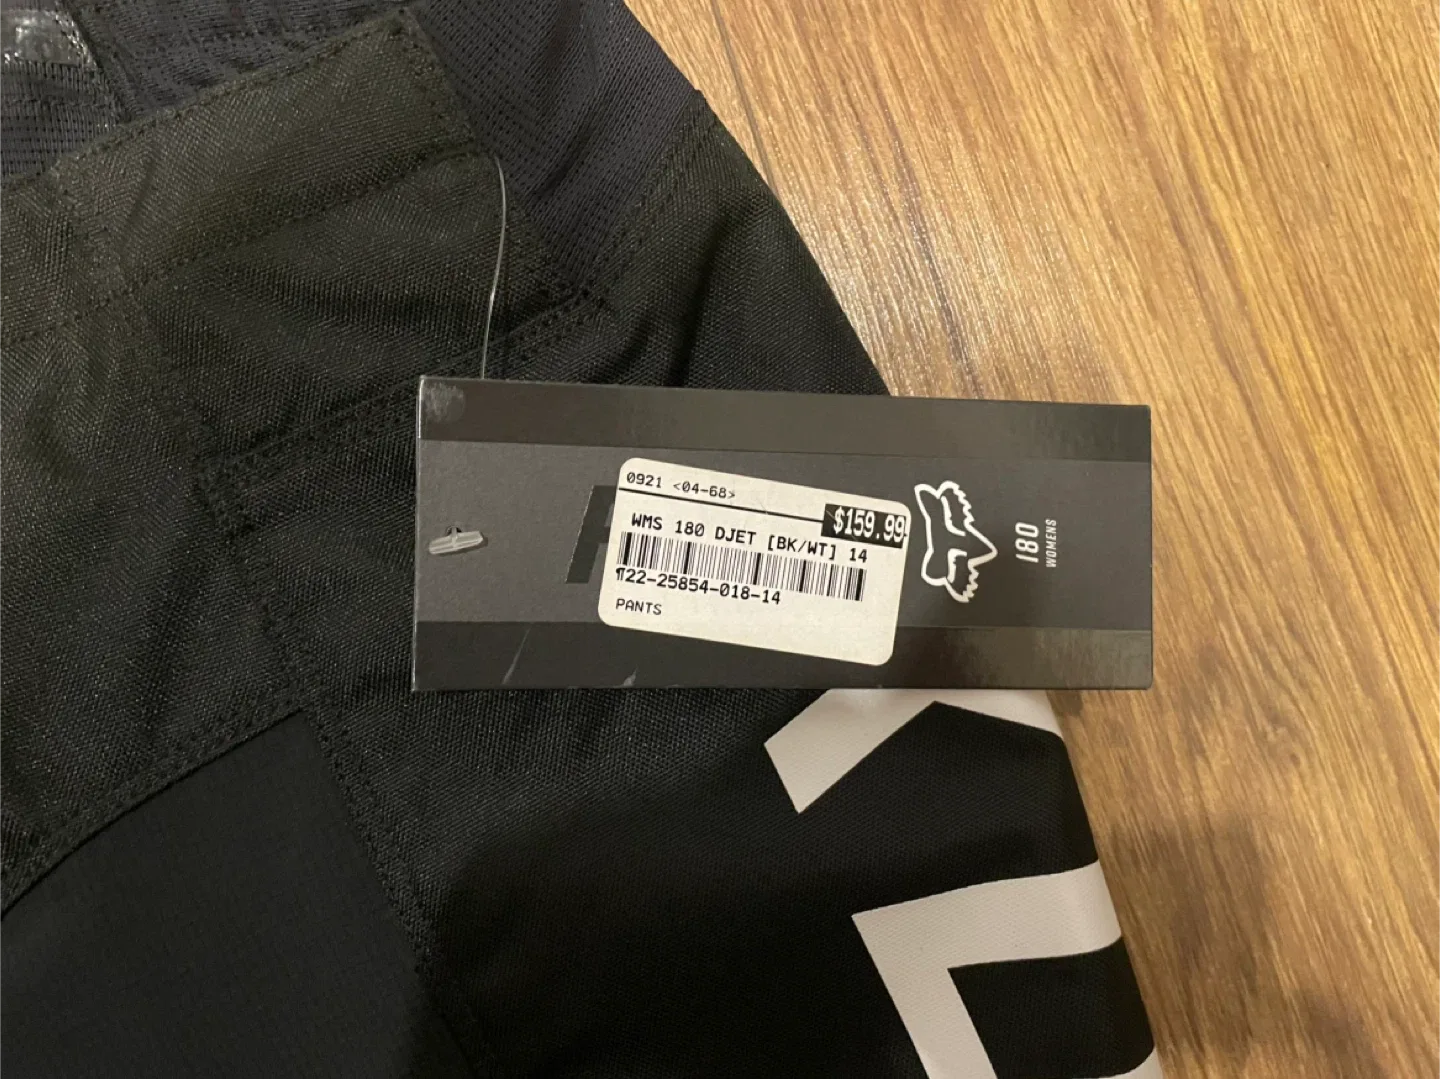 0921 <04-68>
$159.99
WMS 180 DJET [BK/WT] 14
¶22-25854-018-14
PANTS
180
WOMENS